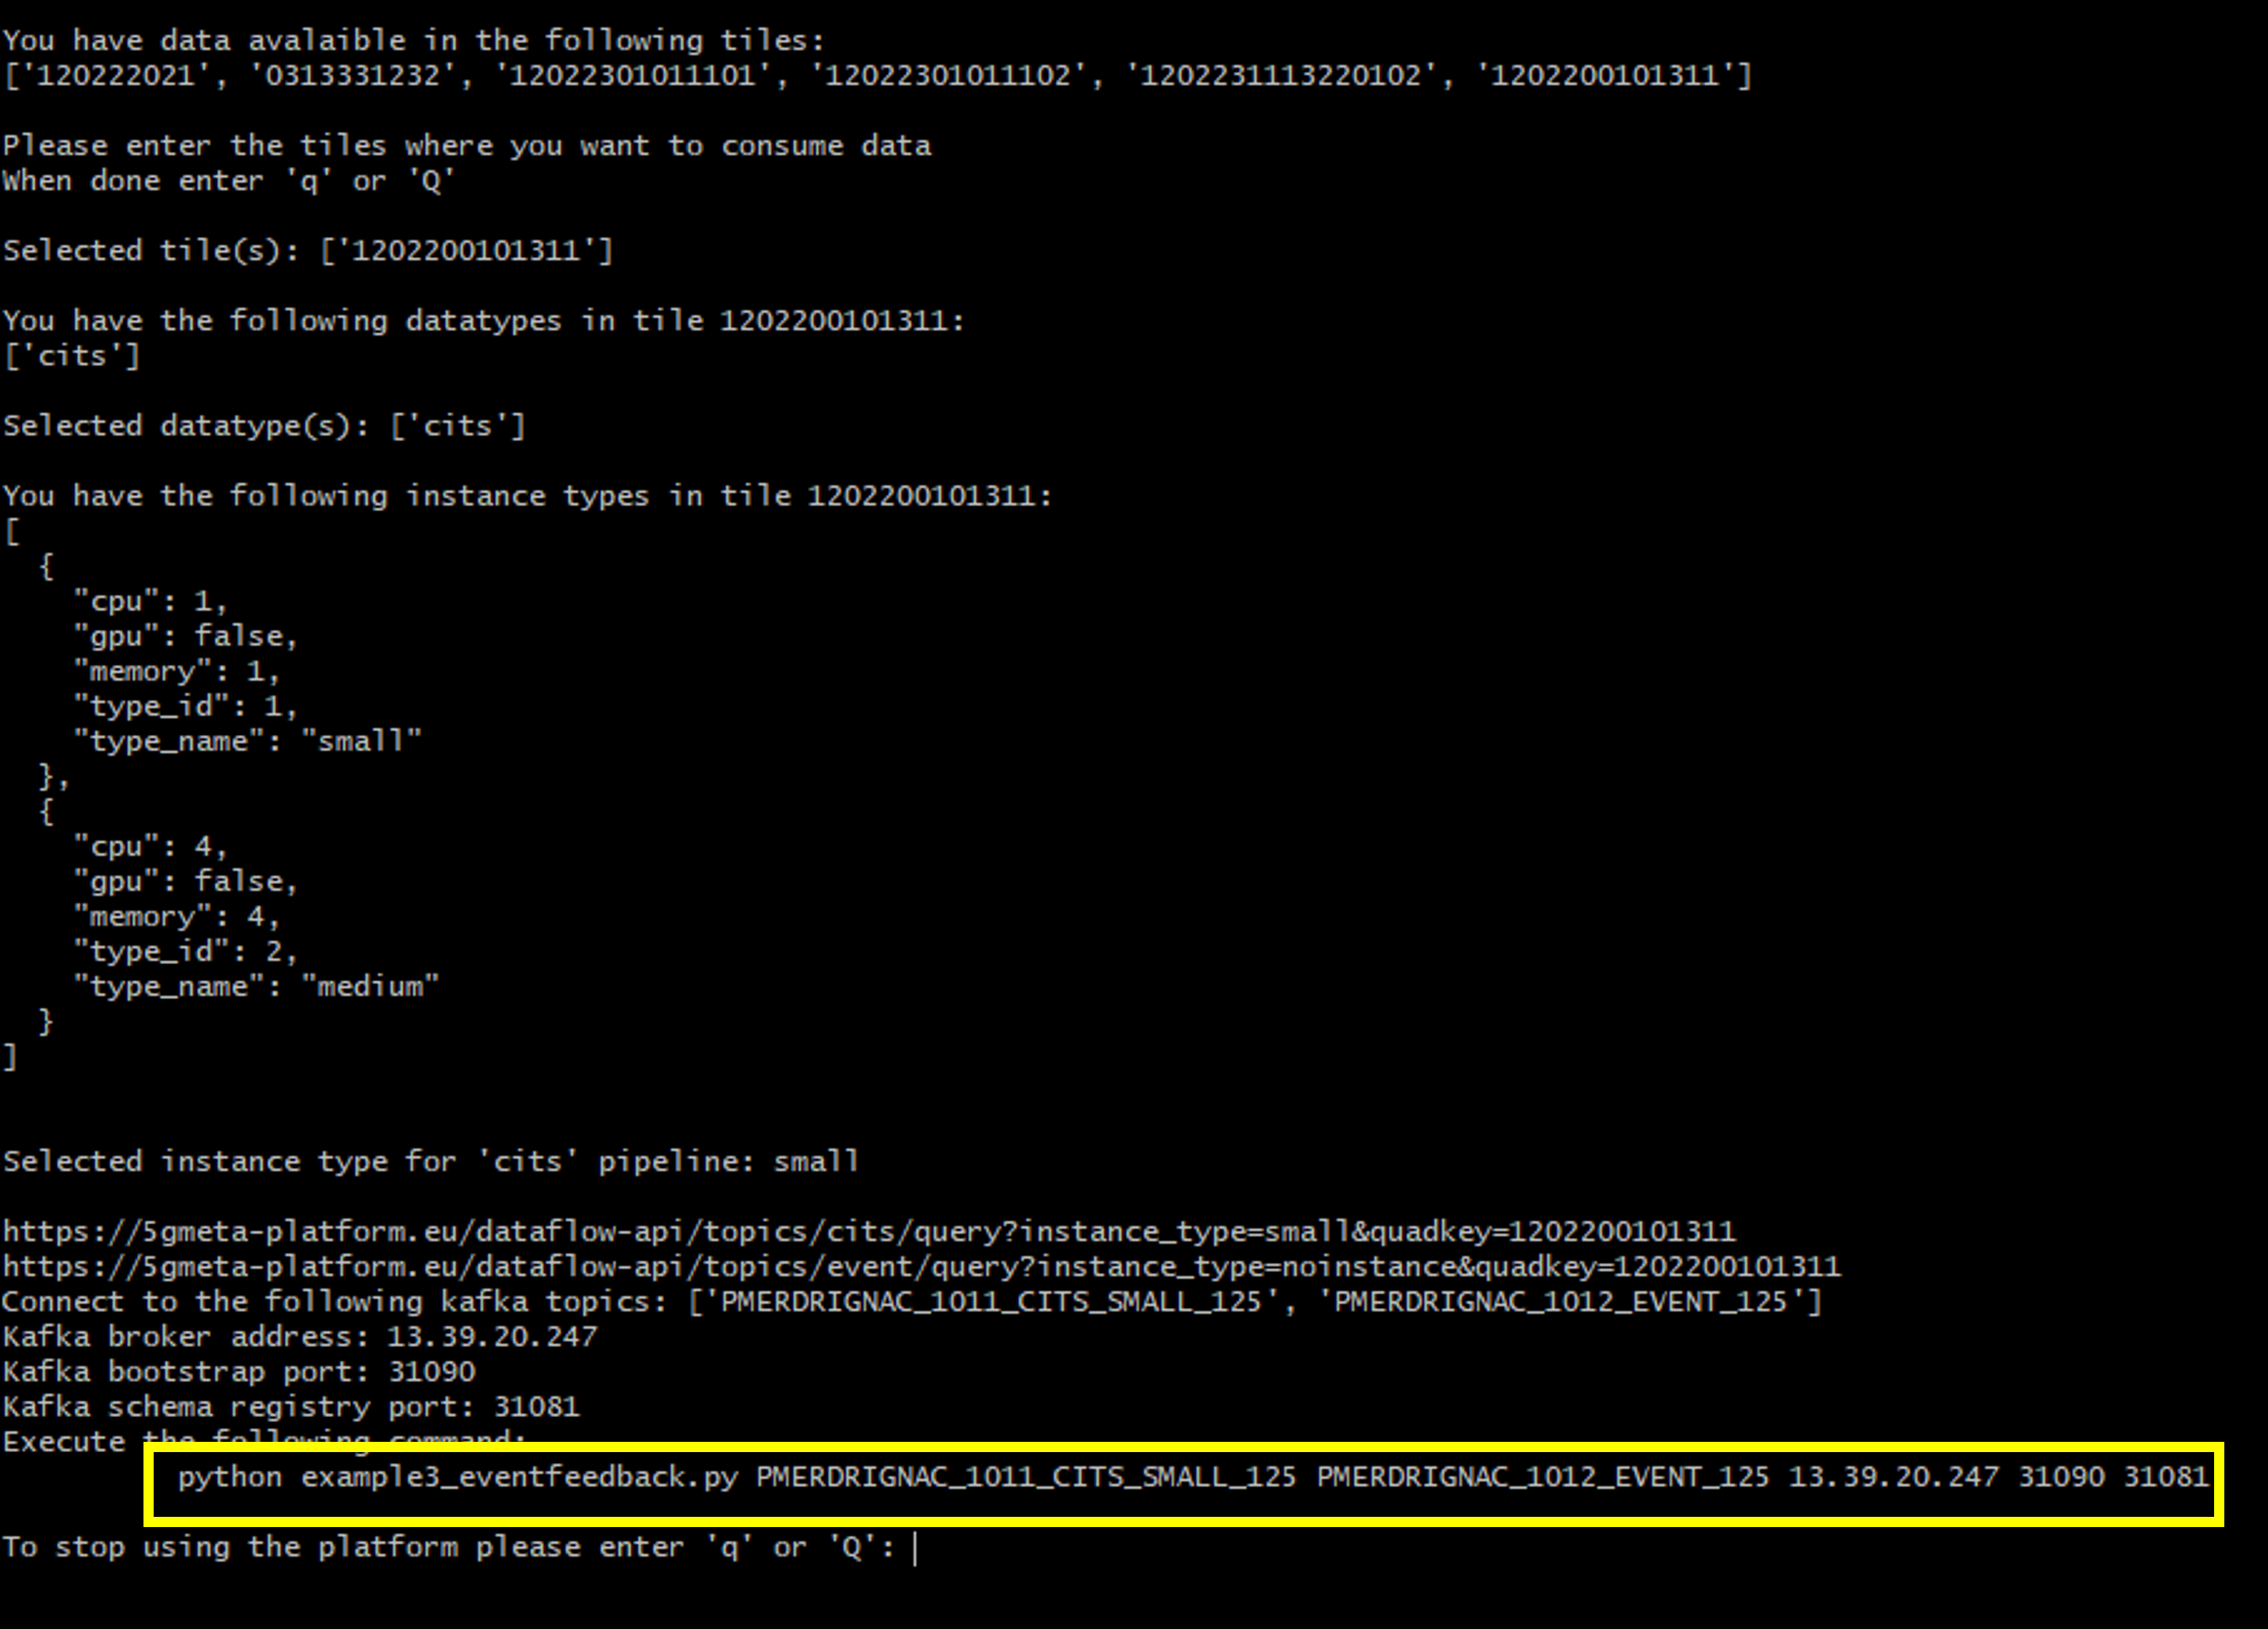 You have data avalaible in the following tiles:
['120222021', '0313331232', '12022301011101', '12022301011102', '1202231113220102', '1202200101311']
Please enter the tiles where you want to consume data
When done enter 'q' or 'Q'
Selected tile(s): ['1202200101311']
You have the following datatypes in tile 1202200101311:
['cits']
Selected datatype(s): ['cits']
You have the following instance types in tile 1202200101311:
[
  {
    "cpu": 1,
    "gpu": false,
    "memory": 1,
    "type_id": 1,
    "type_name": "small"
  },
  {
    "cpu": 4,
    "gpu": false,
    "memory": 4,
    "type_id": 2,
    "type_name": "medium"
  }
]
Selected instance type for 'cits' pipeline: small
https://5gmeta-platform.eu/dataflow-api/topics/cits/query?instance_type=small&quadkey=1202200101311
https://5gmeta-platform.eu/dataflow-api/topics/event/query?instance_type=noinstance&quadkey=1202200101311
Connect to the following kafka topics: ['PMERDRIGNAC_1011_CITS_SMALL_125', 'PMERDRIGNAC_1012_EVENT_125']
Kafka broker address: 13.39.20.247
Kafka bootstrap port: 31090
Kafka schema registry port: 31081
Execute the following command:
python example3_eventfeedback.py PMERDRIGNAC_1011_CITS_SMALL_125 PMERDRIGNAC_1012_EVENT_125 13.39.20.247 31090 31081
To stop using the platform please enter 'q' or 'Q':